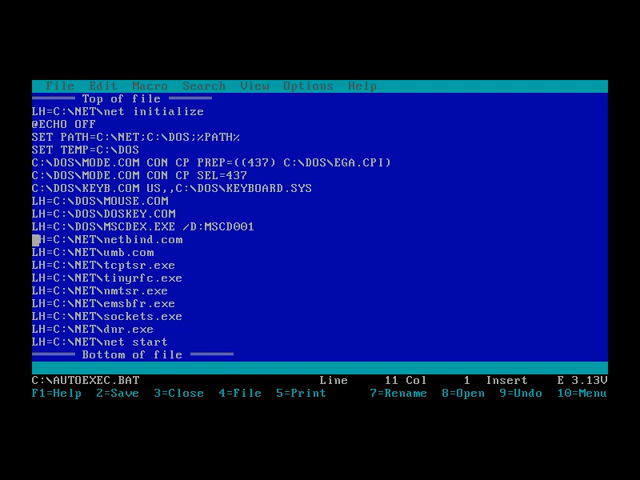 File Edit Macro Search View Options Help
Top of file
LH=C:\NET\net initialize
@ECHO OFF
SET PATH=C:\NET;C:\DOS;%PATH%
SET TEMP=C:\DOS
C:\DOS\MODE.COM CON CP PREP=((437) C:\DOS\EGA.CPI)
C:\DOS\MODE.COM CON CP SEL=437
C:\DOS\KEYB.COM US,,C:\DOS\KEYBOARD.SYS
LH=C:\DOS\MOUSE.COM
LH=C:\DOS\DOSKEY.COM
LH=C:\DOS\MSCDEX.EXE /D:MSCD001
H=C:\NET\netbind.com
LH=C:\NET\umb.com
LH=C:\NET\tcptsr.exe
LH=C:\NET\tinyrfc.exe
LH=C:\NET\nmtsr.exe
LH=C:\NET\emsbfr.exe
LH=C:\NET\sockets.exe
LH=C:\NET\dnr.exe
LH=C:\NET\net start
Bottom of file
C:\AUTOEXEC.BAT Line 11 Col 1 Insert E 3.13V
F1=Help 2=Save 3=Close 4=File 5=Print 7=Rename 8=Open 9=Undo 10=Menu